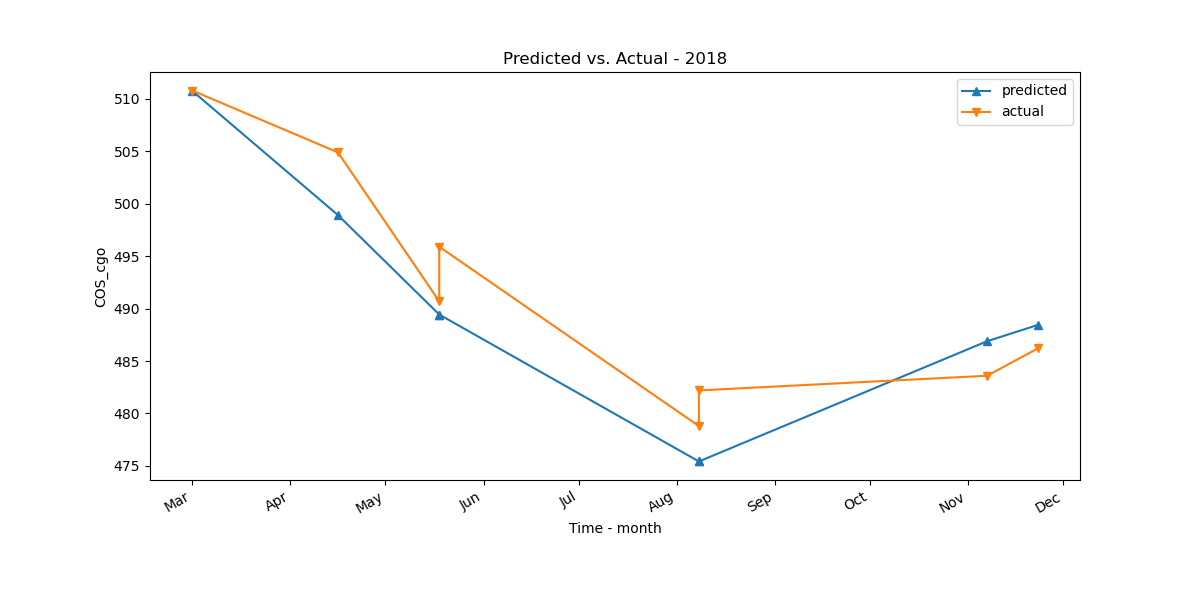 Predicted vs. Actual - 2018
predicted
actual
COS_cgo
510
505
500
495
490
485
480
475
Mar
Apr
May
Jun
Jul
Aug
Sep
Oct
Nov
Dec
Time - month